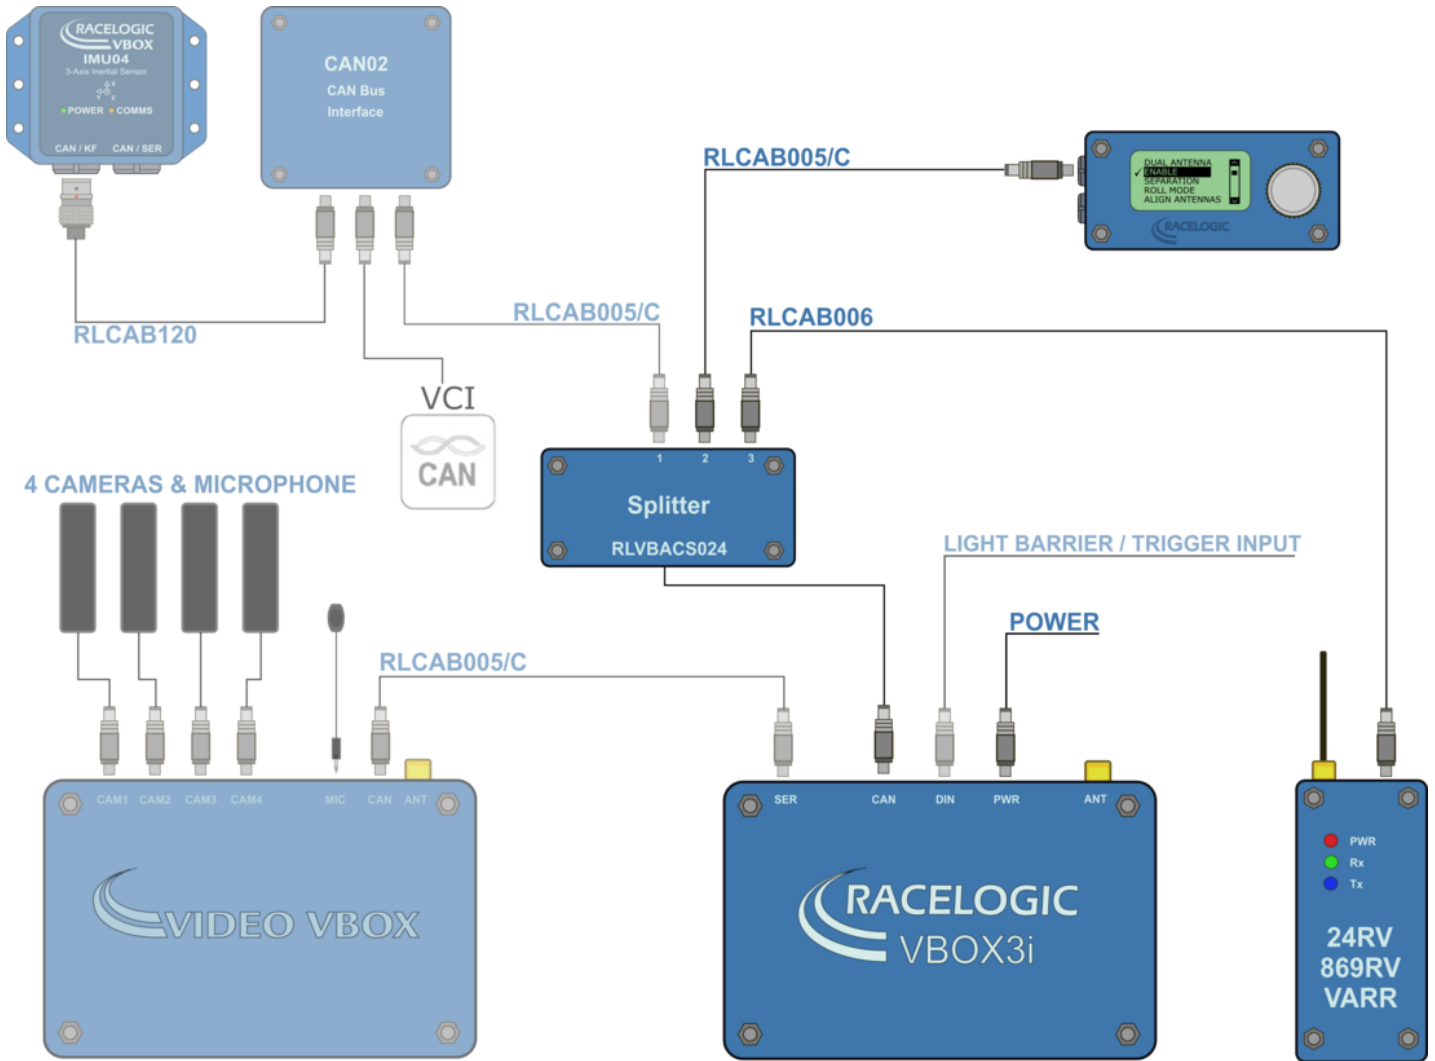 RACELOGIC
VBOX
IMU04
3-Axis Inertial Sensor
X
Y Z
POWER COMMS
CAN / KF CAN / SER
CAN02
CAN Bus
Interface
RLCAB005/C
DUAL ANTENNA
✓ ENABLE
SEPARATION
ROLL MODE
ALIGN ANTENNAS
RACELOGIC
RLCAB120
RLCAB005/C
RLCAB006
VCI
CAN
1 2 3
Splitter
RLVBACS024
4 CAMERAS & MICROPHONE
LIGHT BARRIER / TRIGGER INPUT
POWER
RLCAB005/C
CAM1 CAM2 CAM3 CAM4 MIC CAN ANT
VIDEO VBOX
SER CAN DIN PWR ANT
RACELOGIC
VBOX3i
PWR
Rx
Tx
24RV
869RV
VARR